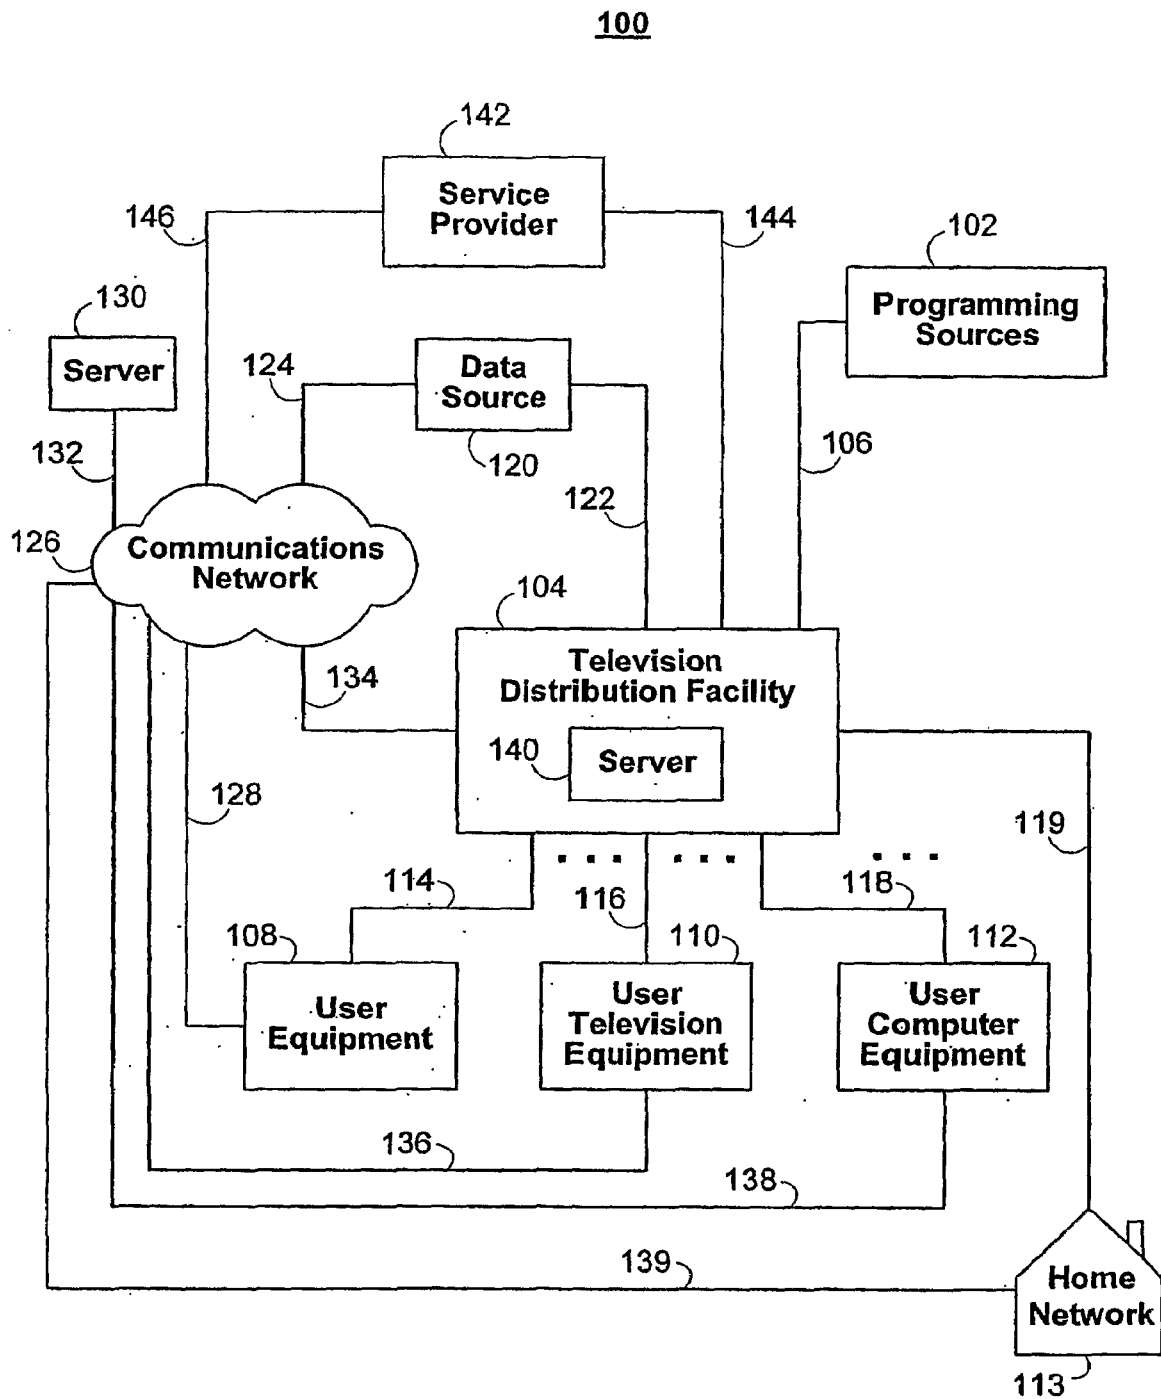 100
142
Service
Provider
146
144
102
Programming
Sources
130
Server
124
Data
Source
132
120
122
106
126
Communications
Network
104
134
Television
Distribution Facility
140
Server
128
119
114
116
118
108
110
112
User
Equipment
User
Television
Equipment
User
Computer
Equipment
136
138
139
Home
Network
113